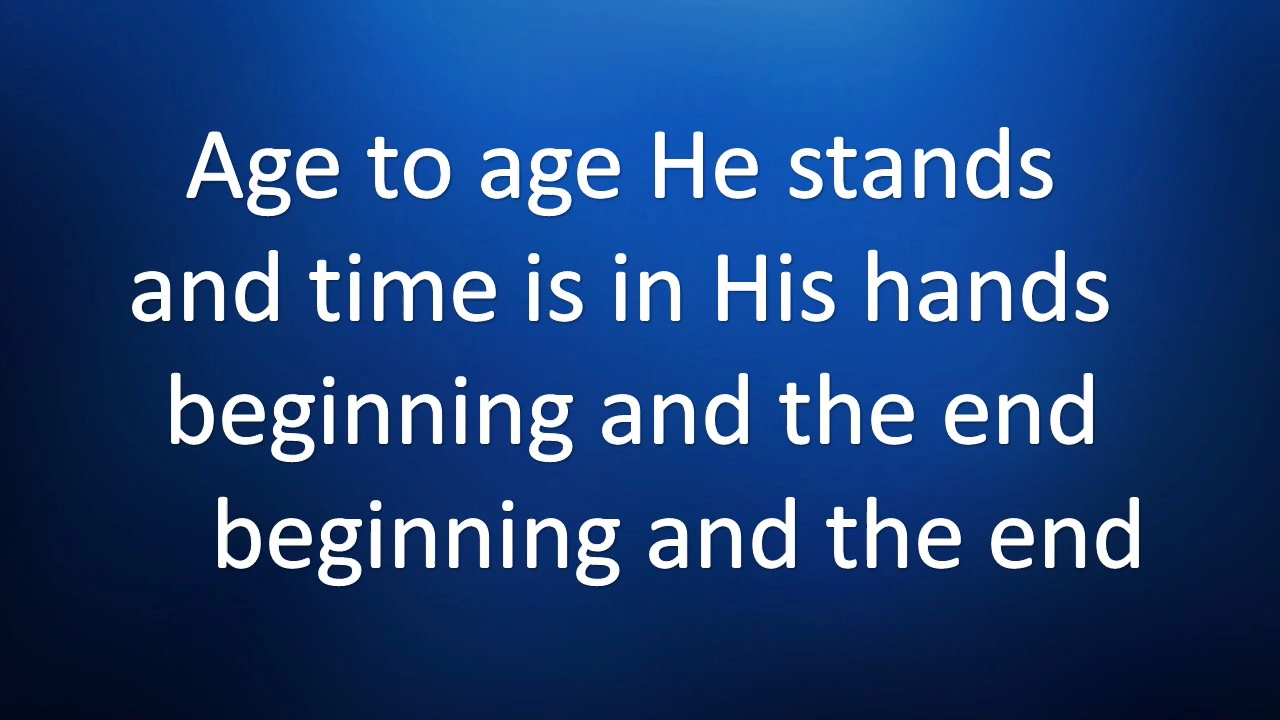 Age to age He stands
and time is in His hands
beginning and the end
beginning and the end